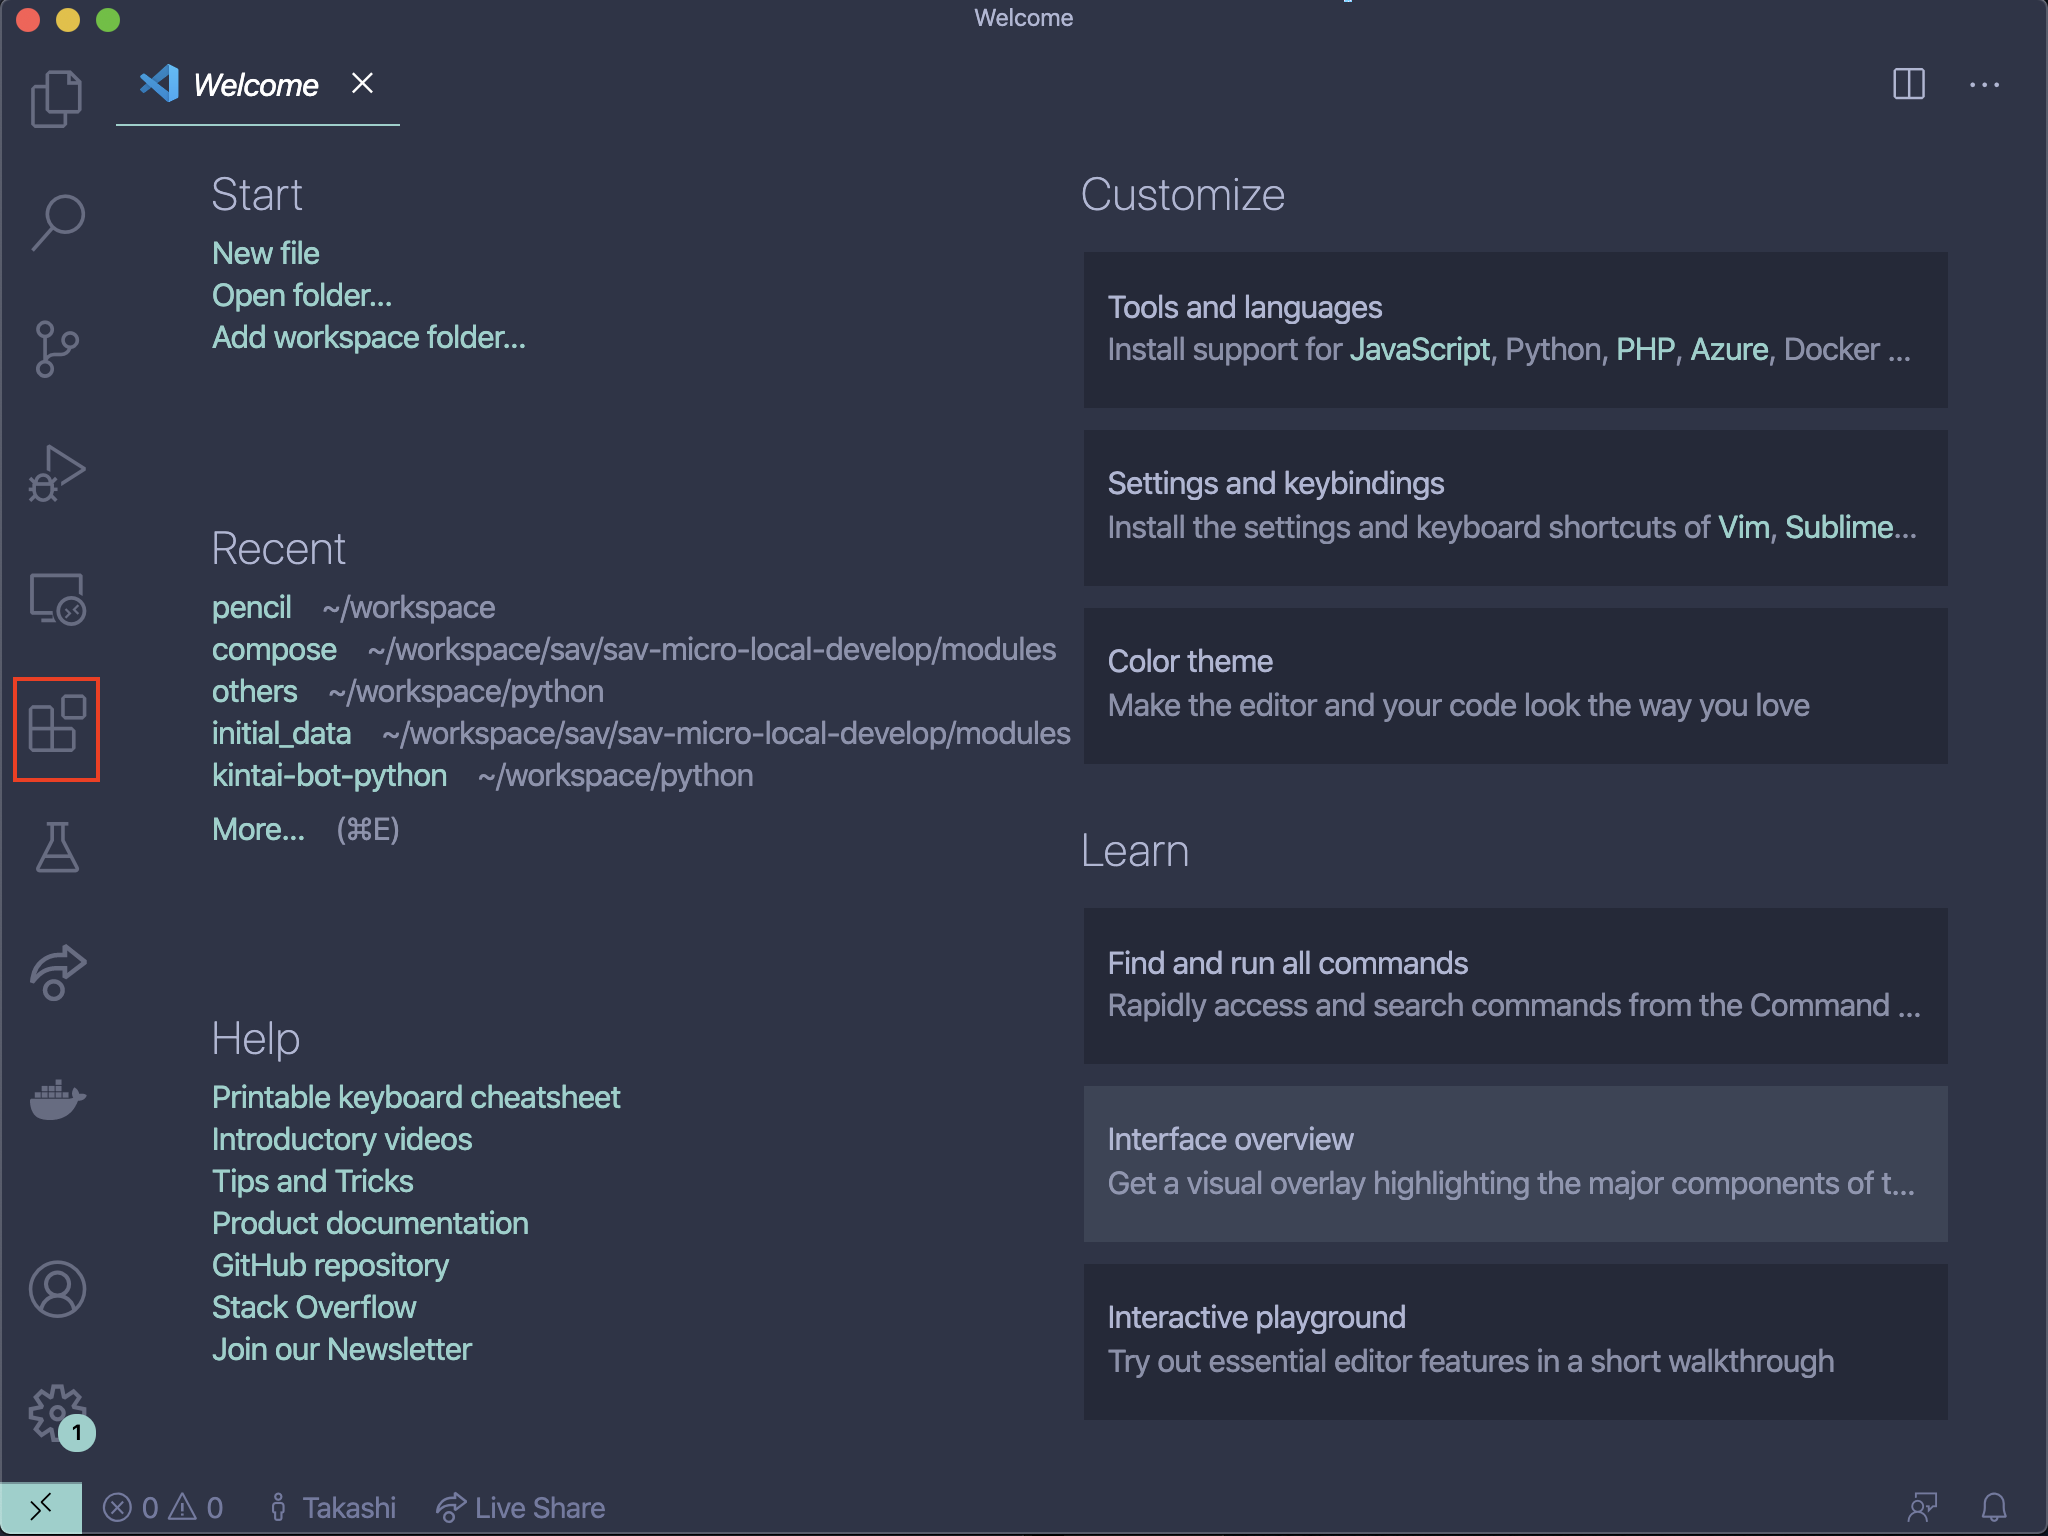 Welcome
Welcome
Start
New file
Open folder...
Add workspace folder...
Recent
pencil ~/workspace
compose ~/workspace/sav/sav-micro-local-develop/modules
others ~/workspace/python
initial_data ~/workspace/sav/sav-micro-local-develop/modules
kintai-bot-python ~/workspace/python
More... (⌘E)
Help
Printable keyboard cheatsheet
Introductory videos
Tips and Tricks
Product documentation
GitHub repository
Stack Overflow
Join our Newsletter
Customize
Tools and languages
Install support for JavaScript, Python, PHP, Azure, Docker ...
Settings and keybindings
Install the settings and keyboard shortcuts of Vim, Sublime...
Color theme
Make the editor and your code look the way you love
Learn
Find and run all commands
Rapidly access and search commands from the Command ...
Interface overview
Get a visual overlay highlighting the major components of t...
Interactive playground
Try out essential editor features in a short walkthrough
1
0 0 Takashi Live Share